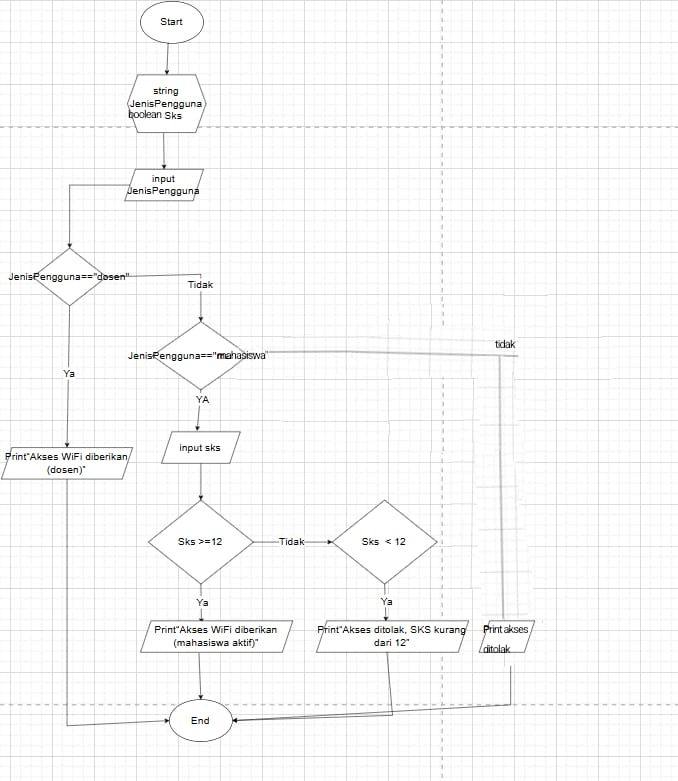 Start
string
JenisPengguna
boolean Sks
input
JenisPengguna
JenisPengguna=="dosen"
Tidak
tidak
JenisPengguna=="mahasiswa"
Ya
YA
input sks
Print"Akses WiFi diberikan
(dosen)"
Sks >=12
Tidak
Sks < 12
Ya
Ya
Print"Akses WiFi diberikan
(mahasiswa aktif)"
Print"Akses ditolak, SKS kurang
dari 12"
Print akses
ditolak
End